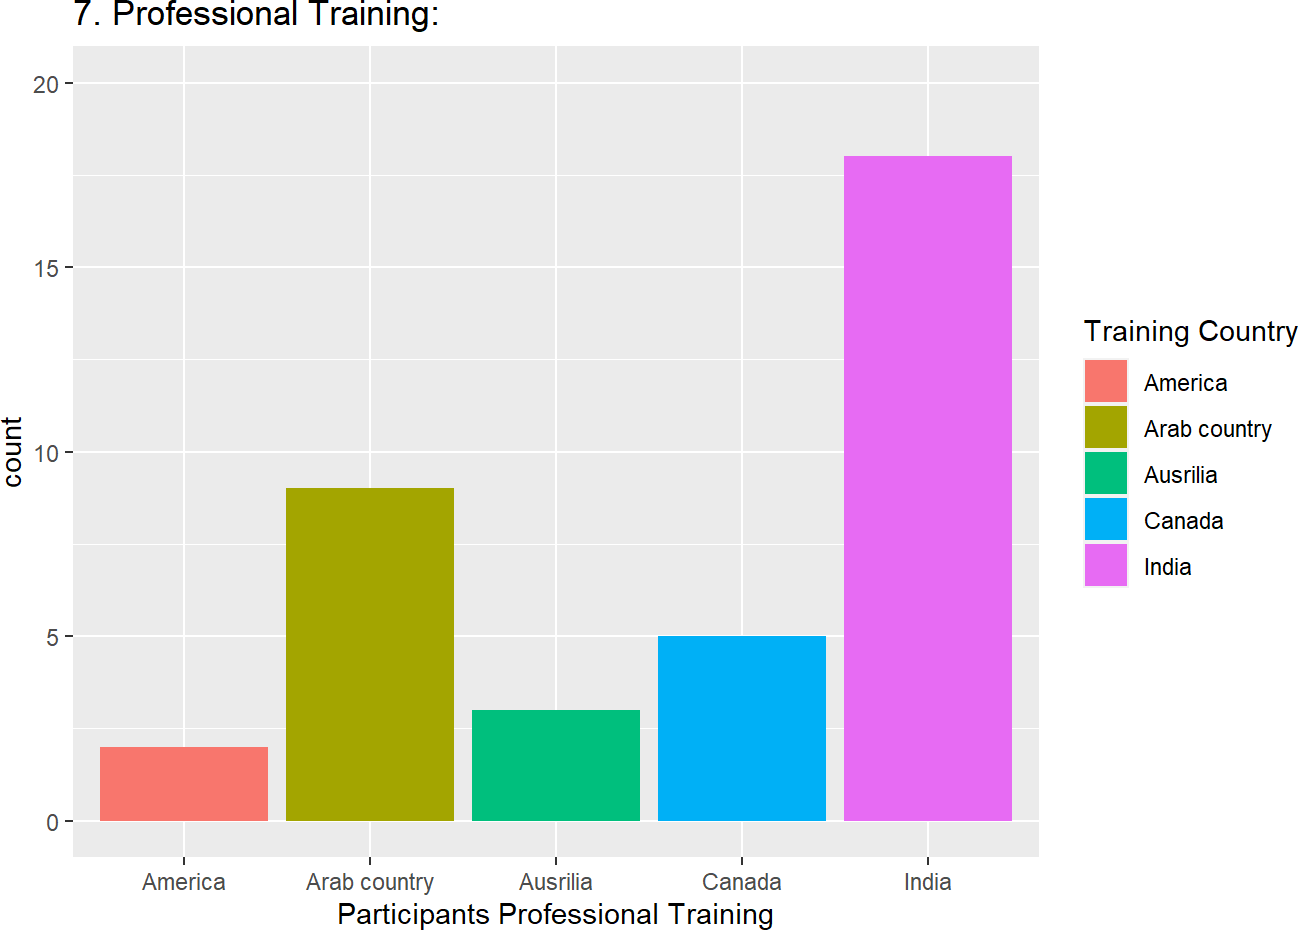 7. Professional Training:
20
15
10
5
0
count
America
Arab country
Ausrilia
Canada
India
Participants Professional Training
Training Country
America
Arab country
Ausrilia
Canada
India